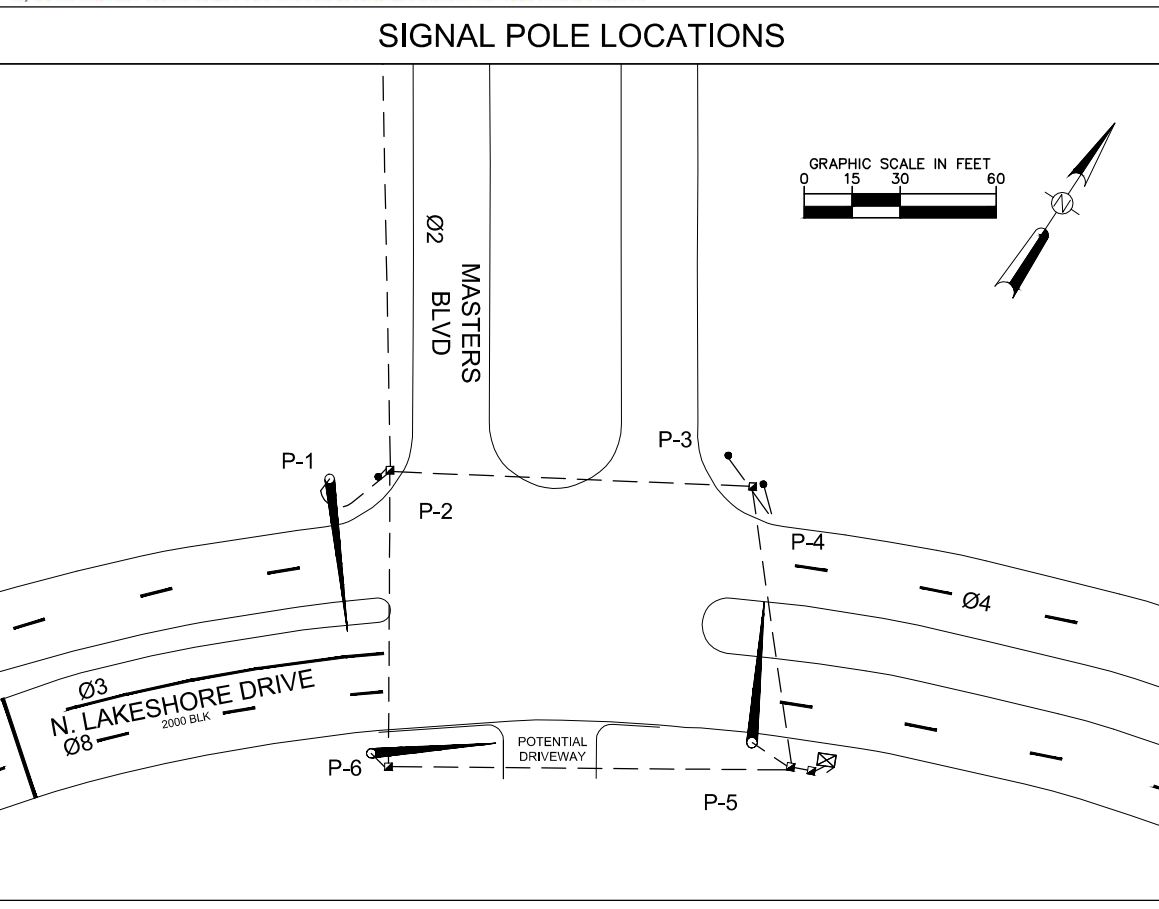 SIGNAL POLE LOCATIONS
GRAPHIC SCALE IN FEET
0 15 30 60
N
Ø2
MASTERS
BLVD
P-1
P-2
P-3
P-4
Ø4
Ø3
N. LAKESHORE DRIVE
2000 BLK
Ø8
POTENTIAL
DRIVEWAY
P-6
P-5